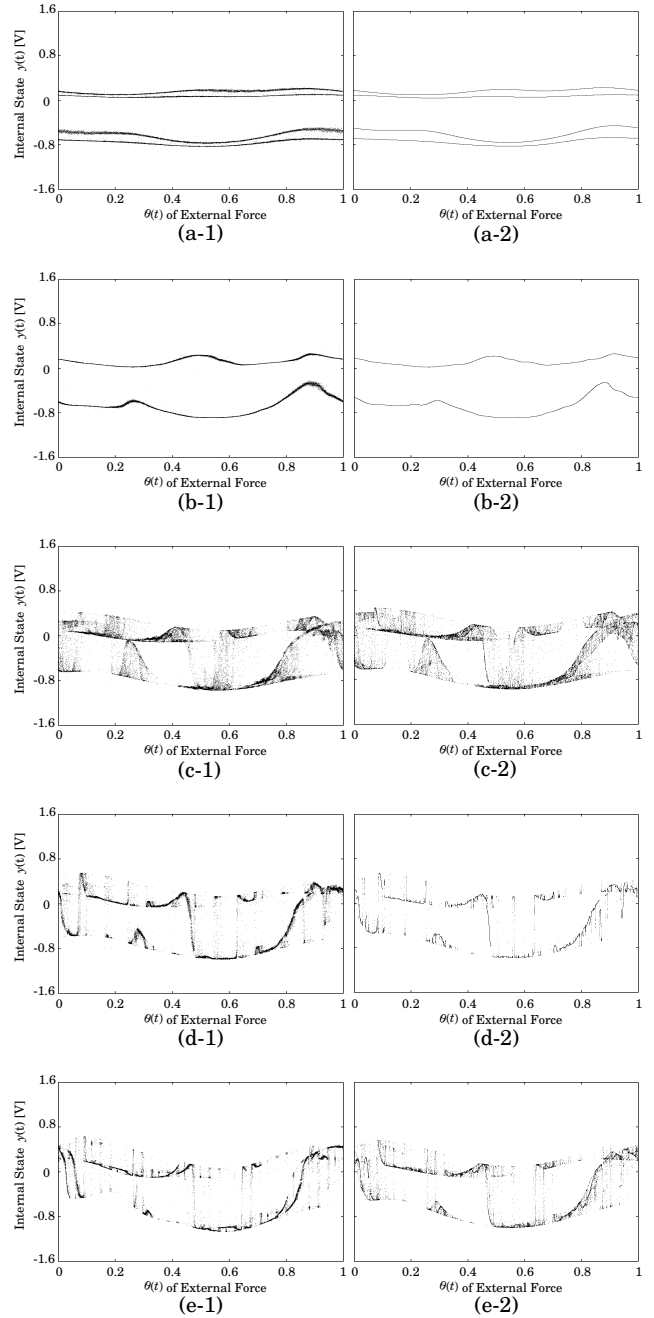 Internal State y(t) [V]
1.6
0.8
0
-0.8
-1.6
0 0.2 0.4 0.6 0.8 1
0 0.2 0.4 0.6 0.8 1
θ(t) of External Force
θ(t) of External Force
(a-1)
(a-2)
Internal State y(t) [V]
1.6
0.8
0
-0.8
-1.6
0 0.2 0.4 0.6 0.8 1
0 0.2 0.4 0.6 0.8 1
θ(t) of External Force
θ(t) of External Force
(b-1)
(b-2)
Internal State y(t) [V]
1.6
0.8
0
-0.8
-1.6
0 0.2 0.4 0.6 0.8 1
0 0.2 0.4 0.6 0.8 1
θ(t) of External Force
θ(t) of External Force
(c-1)
(c-2)
Internal State y(t) [V]
1.6
0.8
0
-0.8
-1.6
0 0.2 0.4 0.6 0.8 1
0 0.2 0.4 0.6 0.8 1
θ(t) of External Force
θ(t) of External Force
(d-1)
(d-2)
Internal State y(t) [V]
1.6
0.8
0
-0.8
-1.6
0 0.2 0.4 0.6 0.8 1
0 0.2 0.4 0.6 0.8 1
θ(t) of External Force
θ(t) of External Force
(e-1)
(e-2)